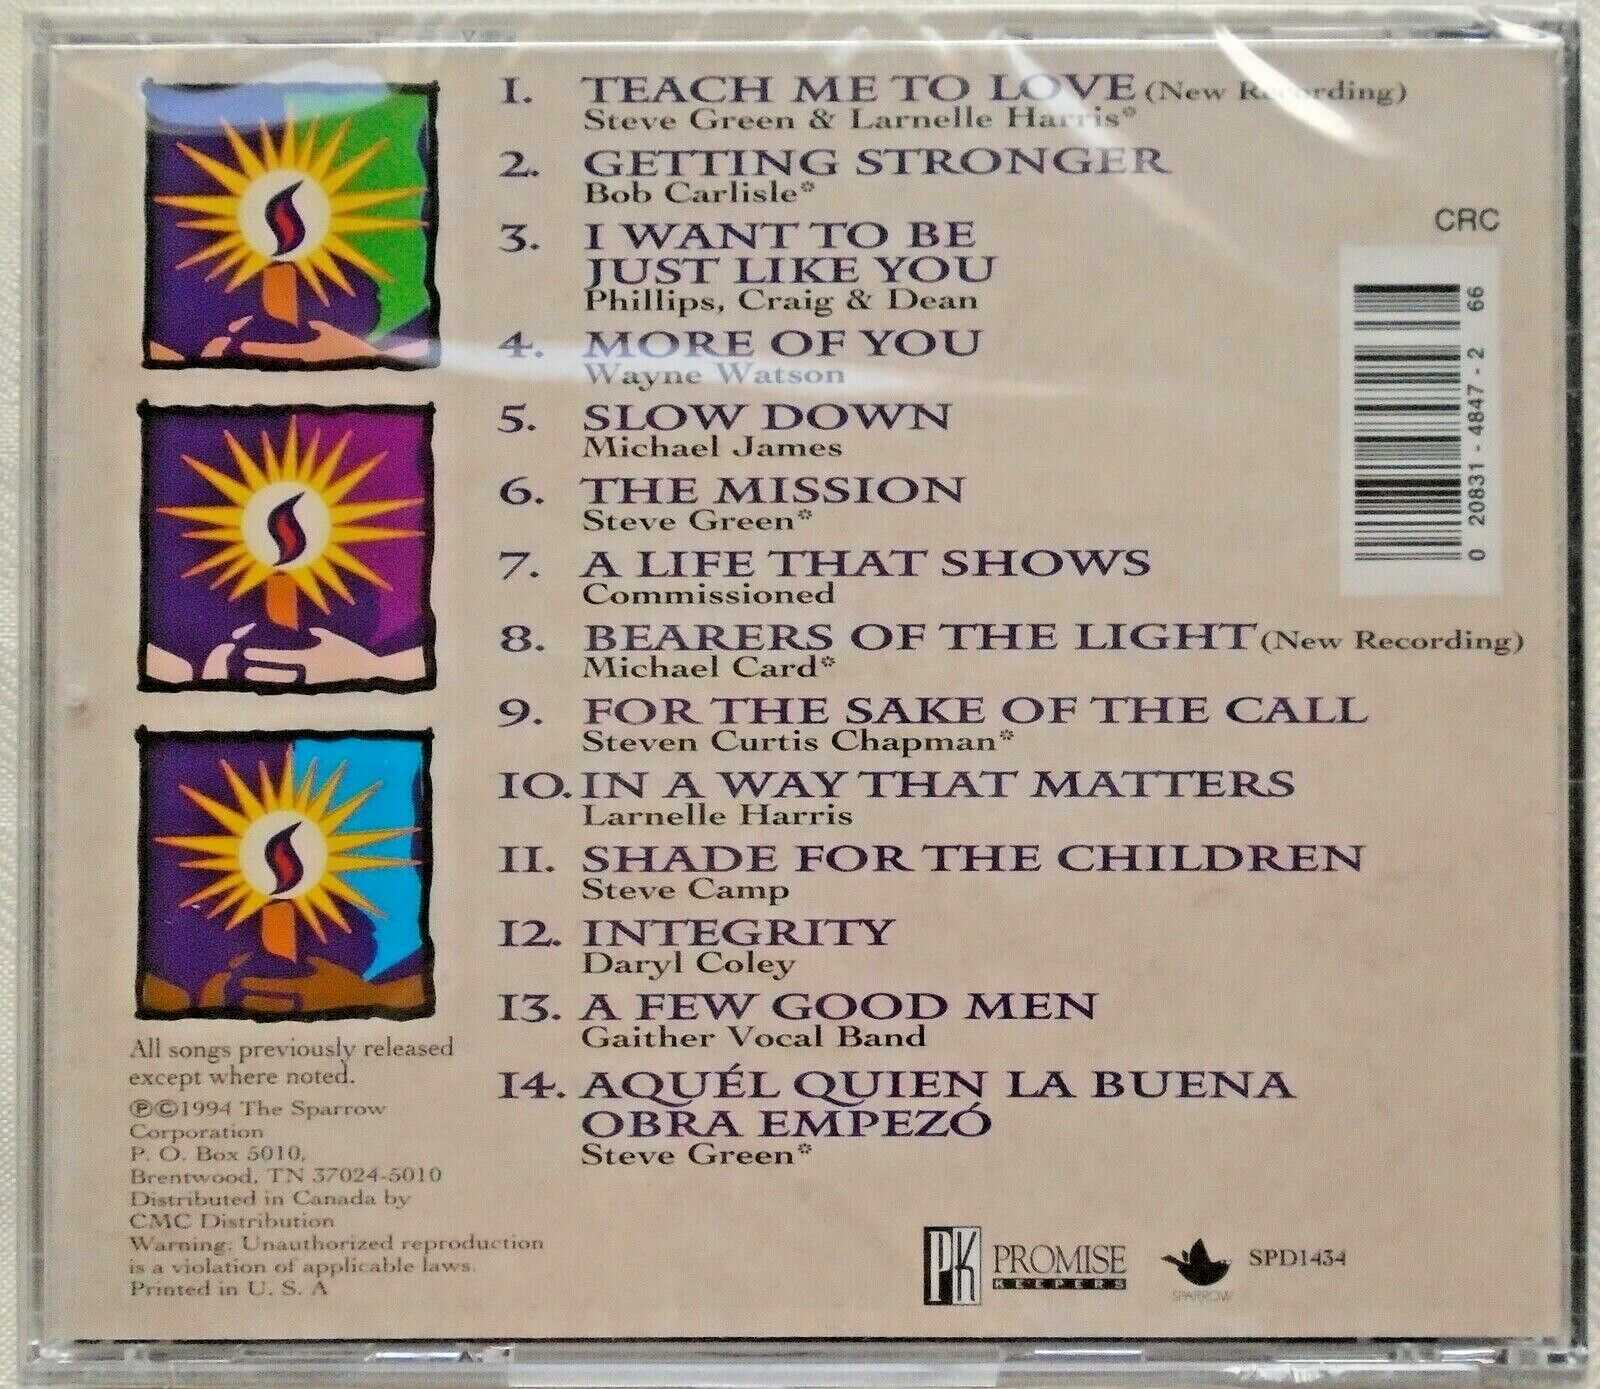 1. TEACH ME TO LOVE (New Recording)
Steve Green & Larnelle Harris*
2. GETTING STRONGER
Bob Carlisle*
3. I WANT TO BE
JUST LIKE YOU
Phillips, Craig & Dean
4. MORE OF YOU
Wayne Watson
5. SLOW DOWN
Michael James
6. THE MISSION
Steve Green*
7. A LIFE THAT SHOWS
Commissioned
8. BEARERS OF THE LIGHT (New Recording)
Michael Card*
9. FOR THE SAKE OF THE CALL
Steven Curtis Chapman*
10. IN A WAY THAT MATTERS
Larnelle Harris
11. SHADE FOR THE CHILDREN
Steve Camp
12. INTEGRITY
Daryl Coley
13. A FEW GOOD MEN
Gaither Vocal Band
14. AQUÉL QUIEN LA BUENA
OBRA EMPEZÓ
Steve Green*
CRC
0 20831-4847-2 66
All songs previously released
except where noted.
℗©1994 The Sparrow
Corporation
P. O. Box 5010,
Brentwood, TN 37024-5010
Distributed in Canada by
CMC Distribution
Warning: Unauthorized reproduction
is a violation of applicable laws.
Printed in U. S. A
PK PROMISE
KEEPERS
SPARROW
SPD1434